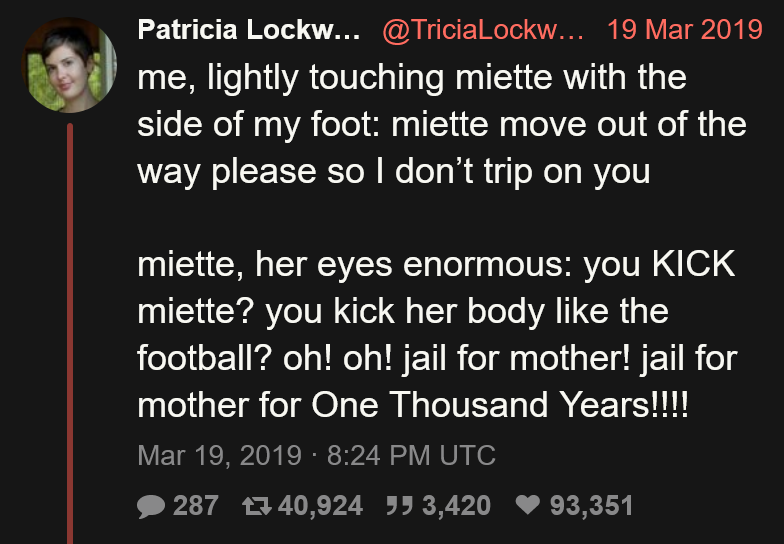 Patricia Lockw... @TriciaLockw... 19 Mar 2019
me, lightly touching miette with the
side of my foot: miette move out of the
way please so I don’t trip on you
miette, her eyes enormous: you KICK
miette? you kick her body like the
football? oh! oh! jail for mother! jail for
mother for One Thousand Years!!!!
Mar 19, 2019 · 8:24 PM UTC
287 40,924 3,420 93,351